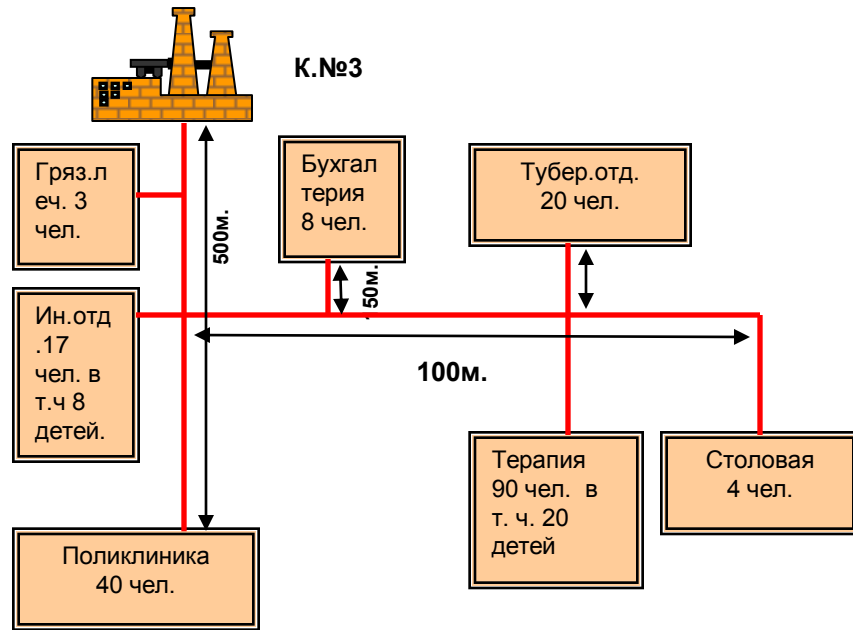 К.№3
Гряз.л
еч. 3
чел.
Бухгал
терия
8 чел.
Тубер.отд.
20 чел.
500м.
50м.
Ин.отд
.17
чел. в
т.ч 8
детей.
100м.
Терапия
90 чел. в
т. ч. 20
детей
Столовая
4 чел.
Поликлиника
40 чел.